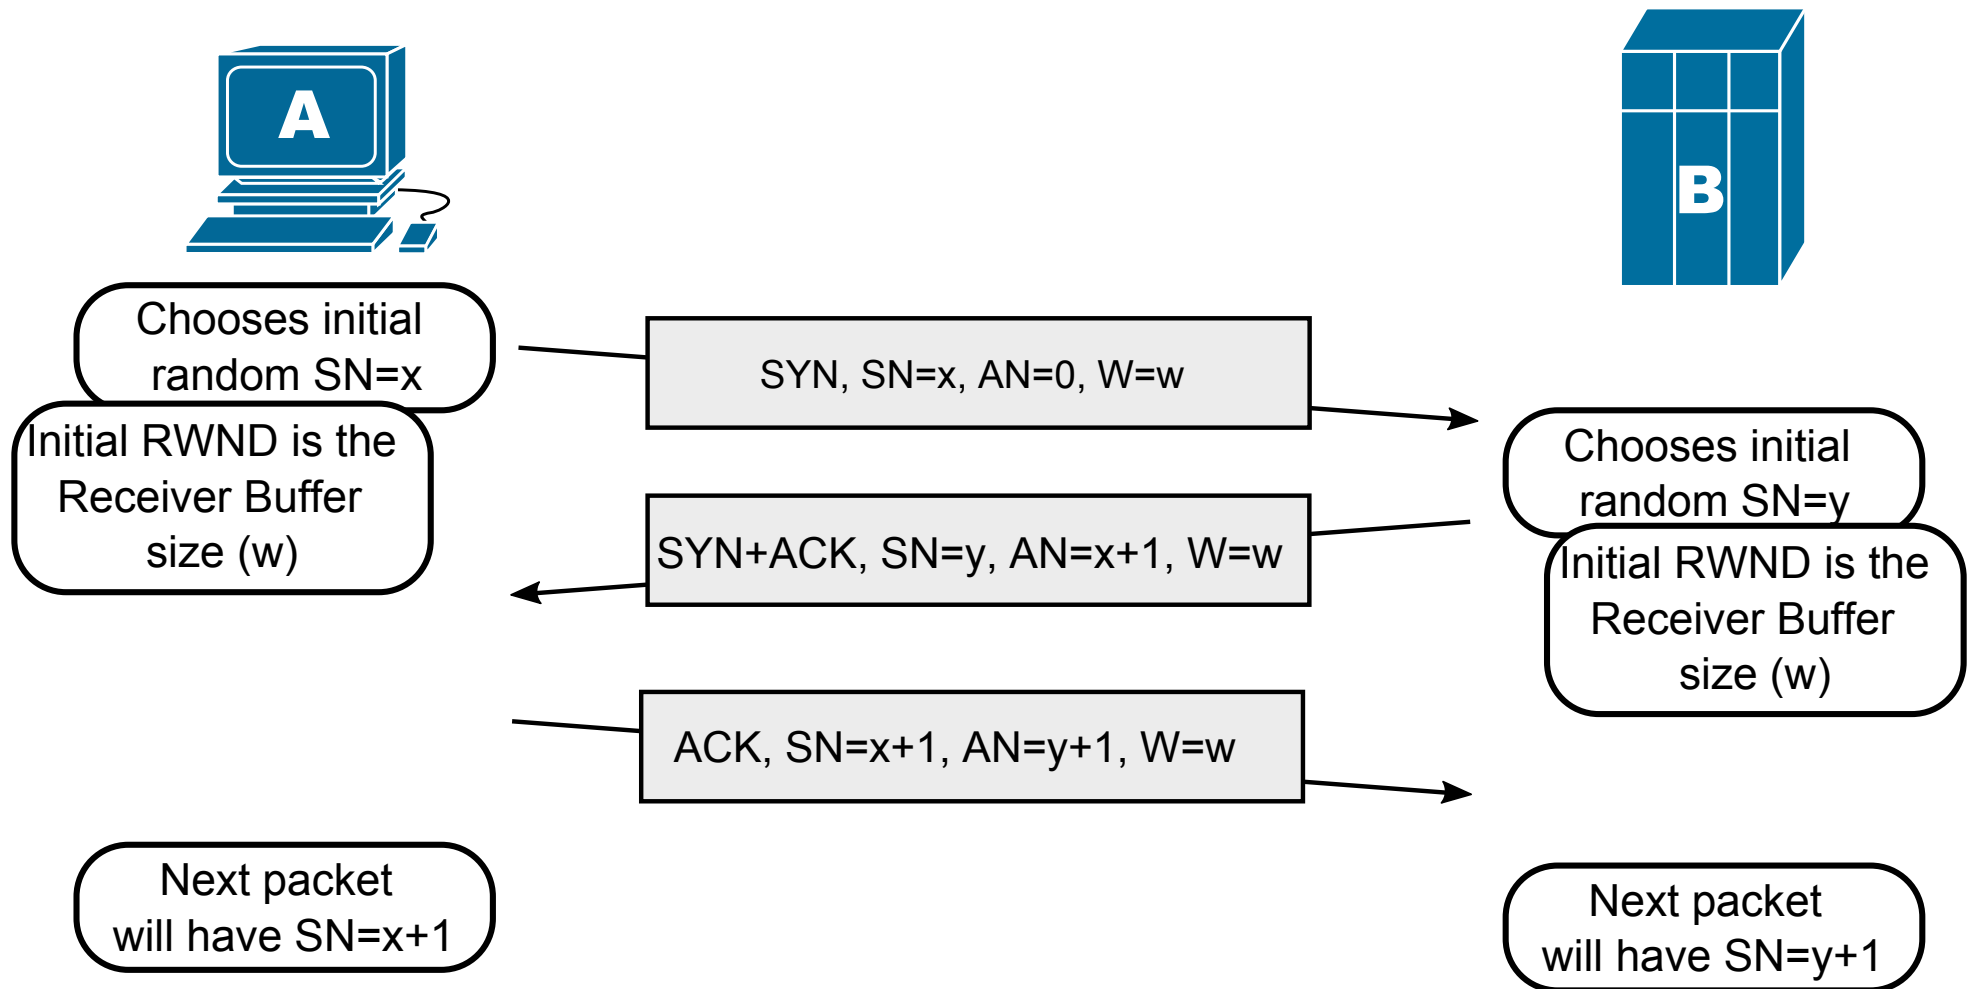 A
B
Chooses initial
random SN=x
Initial RWND is the
Receiver Buffer
size (w)
SYN, SN=x, AN=0, W=w
Chooses initial
random SN=y
Initial RWND is the
Receiver Buffer
size (w)
SYN+ACK, SN=y, AN=x+1, W=w
ACK, SN=x+1, AN=y+1, W=w
Next packet
will have SN=x+1
Next packet
will have SN=y+1